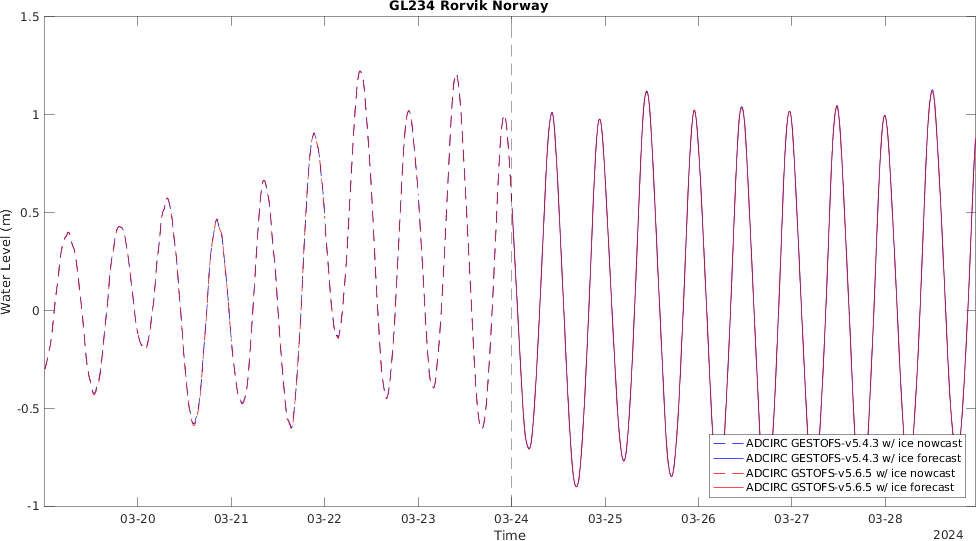 GL234 Rorvik Norway
1.5
1
0.5
0
-0.5
-1
Water Level (m)
03-20 03-21 03-22 03-23 03-24 03-25 03-26 03-27 03-28
Time
2024
ADCIRC GESTOFS-v5.4.3 w/ ice nowcast
ADCIRC GESTOFS-v5.4.3 w/ ice forecast
ADCIRC GSTOFS-v5.6.5 w/ ice nowcast
ADCIRC GSTOFS-v5.6.5 w/ ice forecast